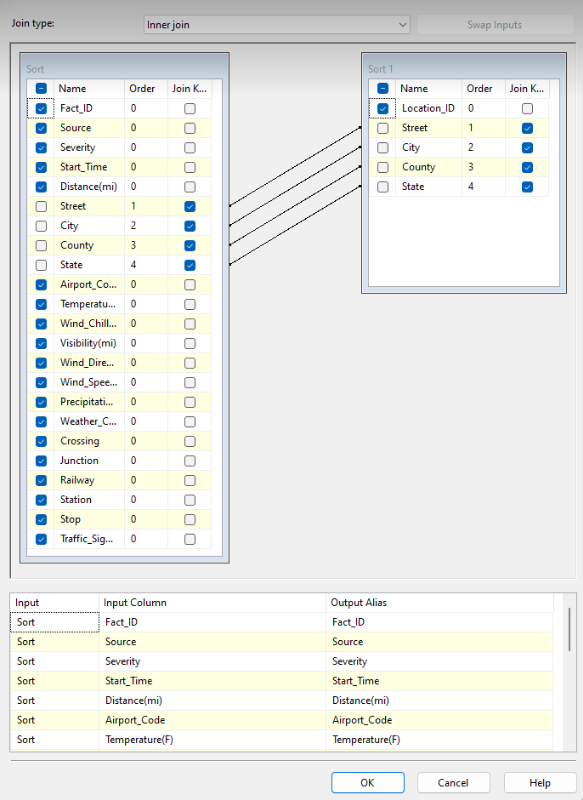 Join type: Inner join Swap Inputs
Sort
Name Order Join K...
Fact_ID 0
Source 0
Severity 0
Start_Time 0
Distance(mi) 0
Street 1
City 2
County 3
State 4
Airport_Co... 0
Temperatu... 0
Wind_Chill... 0
Visibility(mi) 0
Wind_Dire... 0
Wind_Spee... 0
Precipitati... 0
Weather_C... 0
Crossing 0
Junction 0
Railway 0
Station 0
Stop 0
Traffic_Sig... 0
Sort 1
Name Order Join K...
Location_ID 0
Street 1
City 2
County 3
State 4
Input Input Column Output Alias
Sort Fact_ID Fact_ID
Sort Source Source
Sort Severity Severity
Sort Start_Time Start_Time
Sort Distance(mi) Distance(mi)
Sort Airport_Code Airport_Code
Sort Temperature(F) Temperature(F)
OK Cancel Help